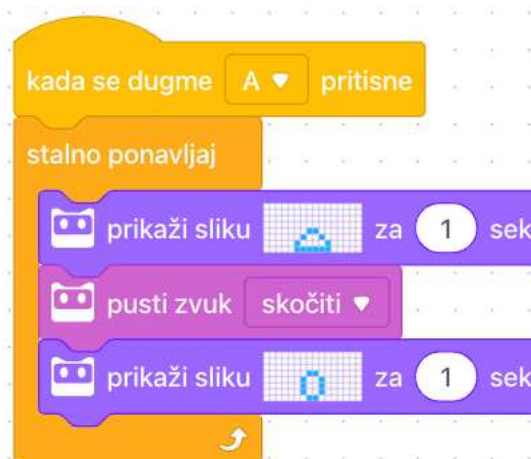 kada se dugme A pritisne
stalno ponavljaj
prikaži sliku za 1 sek
pusti zvuk skočiti
prikaži sliku za 1 sek